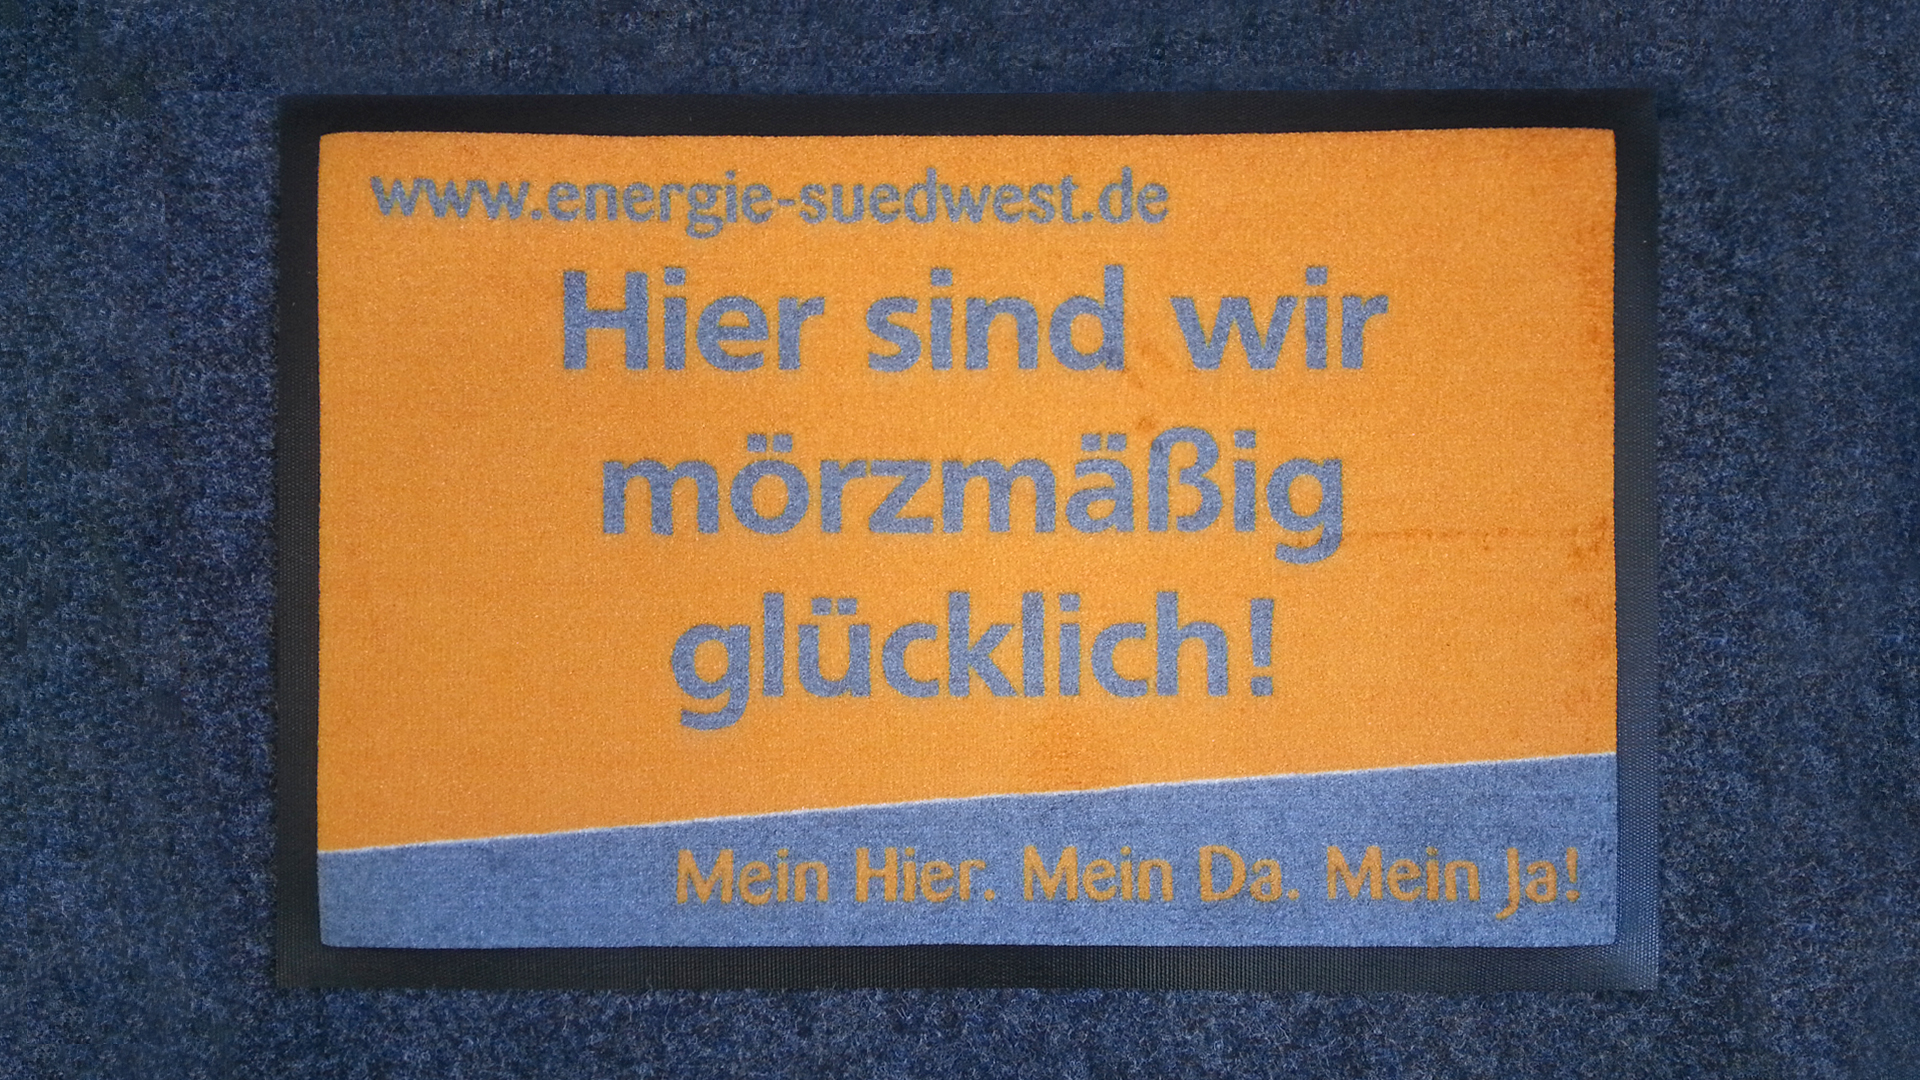 www.energie-suedwest.de
Hier sind wir
mörzmäßig
glücklich!
Mein Hier. Mein Da. Mein Ja!